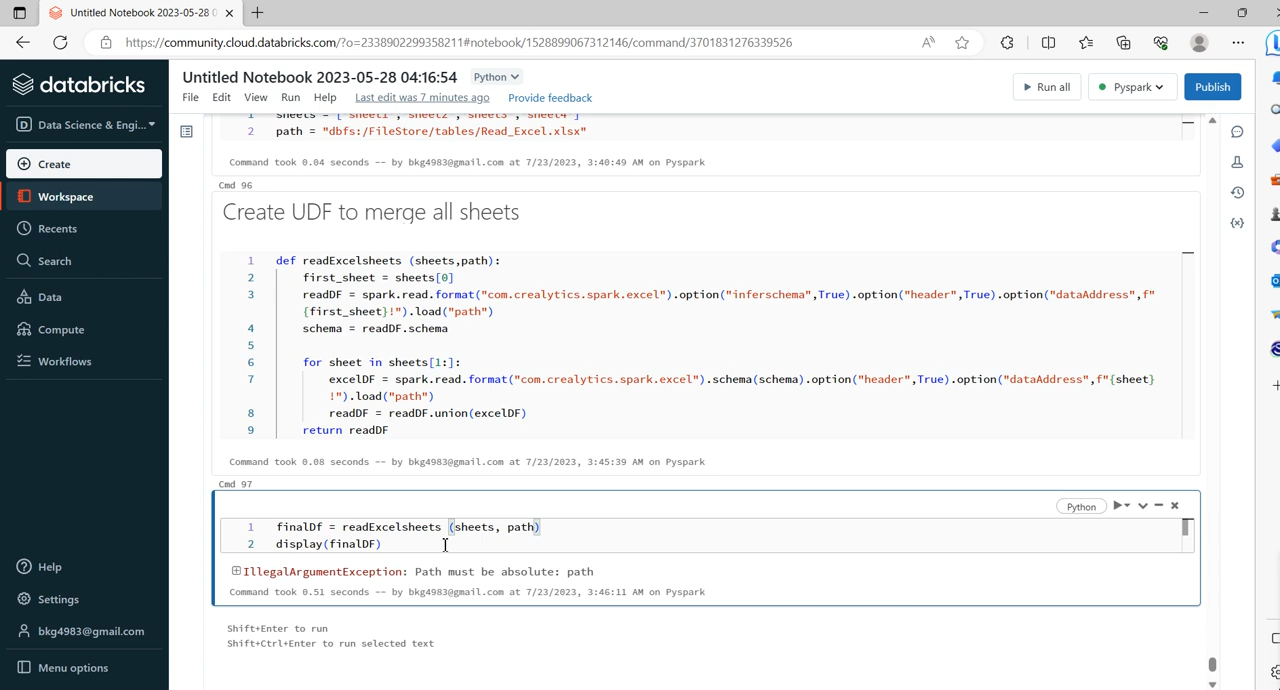 Untitled Notebook 2023-05-28 0
https://community.cloud.databricks.com/?o=2338902299358211#notebook/1528899067312146/command/3701831276339526
databricks
Data Science & Engi...
Create
Workspace
Recents
Search
Data
Compute
Workflows
Help
Settings
bkg4983@gmail.com
Menu options
Untitled Notebook 2023-05-28 04:16:54 Python
File Edit View Run Help Last edit was 7 minutes ago Provide feedback
Run all Pyspark Publish
1 sheets = ["sheet1","sheet2","sheet3","sheet4"]
2 path = "dbfs:/FileStore/tables/Read_Excel.xlsx"
Command took 0.04 seconds -- by bkg4983@gmail.com at 7/23/2023, 3:40:49 AM on Pyspark
Cmd 96
Create UDF to merge all sheets
1 def readExcelsheets (sheets,path):
2 first_sheet = sheets[0]
3 readDF = spark.read.format("com.crealytics.spark.excel").option("inferschema",True).option("header",True).option("dataAddress",f"
{first_sheet}!").load("path")
4 schema = readDF.schema
5
6 for sheet in sheets[1:]:
7 excelDF = spark.read.format("com.crealytics.spark.excel").schema(schema).option("header",True).option("dataAddress",f"{sheet}
!").load("path")
8 readDF = readDF.union(excelDF)
9 return readDF
Command took 0.08 seconds -- by bkg4983@gmail.com at 7/23/2023, 3:45:39 AM on Pyspark
Cmd 97
Python
1 finalDf = readExcelsheets (sheets, path)
2 display(finalDF)
IllegalArgumentException: Path must be absolute: path
Command took 0.51 seconds -- by bkg4983@gmail.com at 7/23/2023, 3:46:11 AM on Pyspark
Shift+Enter to run
Shift+Ctrl+Enter to run selected text